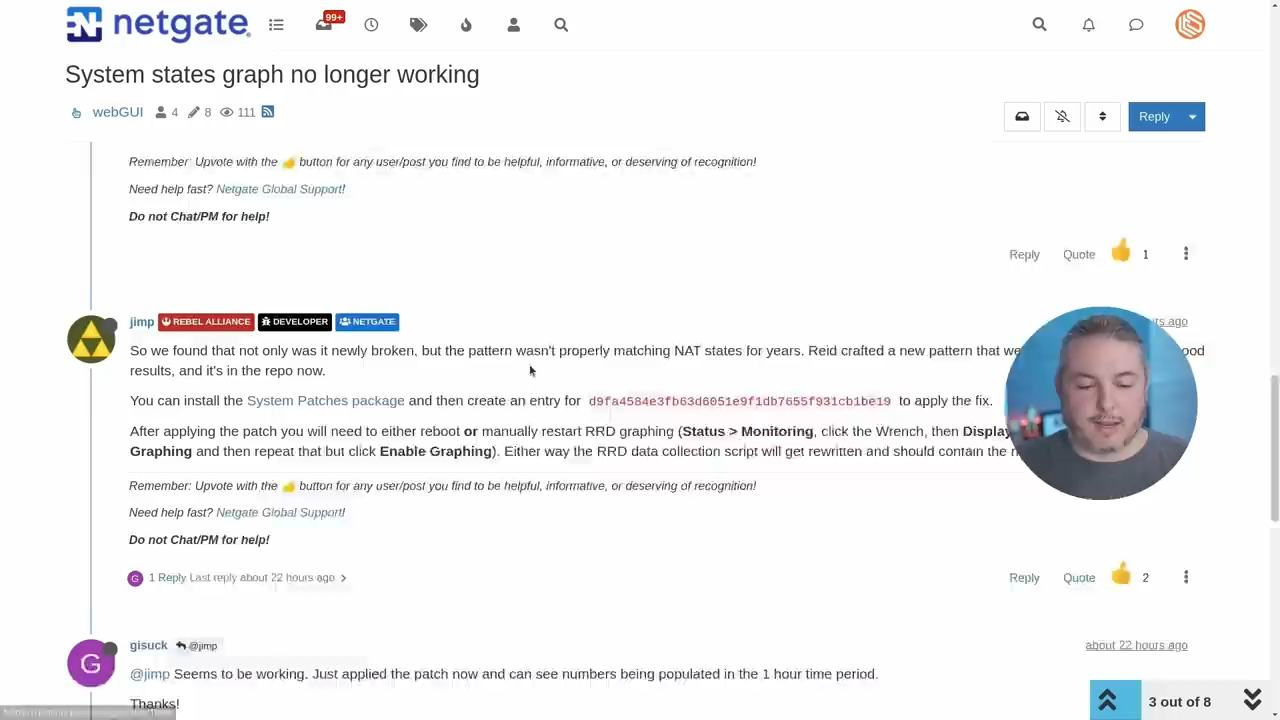 netgate
99+
System states graph no longer working
webGUI 4 8 111
Reply
Remember: Upvote with the 👍 button for any user/post you find to be helpful, informative, or deserving of recognition!
Need help fast? Netgate Global Support!
Do not Chat/PM for help!
Reply Quote 1
jimp REBEL ALLIANCE DEVELOPER NETGATE
ago
So we found that not only was it newly broken, but the pattern wasn't properly matching NAT states for years. Reid crafted a new pattern that
results, and it's in the repo now.
You can install the System Patches package and then create an entry for d9fa4584e3fb63d6051e9f1db7655f931cb1be19 to apply the fix.
After applying the patch you will need to either reboot or manually restart RRD graphing (Status > Monitoring, click the Wrench, then
Graphing and then repeat that but click Enable Graphing). Either way the RRD data collection script will get rewritten and should contain the
Remember: Upvote with the 👍 button for any user/post you find to be helpful, informative, or deserving of recognition!
Need help fast? Netgate Global Support!
Do not Chat/PM for help!
G 1 Reply Last reply about 22 hours ago
Reply Quote 2
gisuck @jimp
about 22 hours ago
G
@jimp Seems to be working. Just applied the patch now and can see numbers being populated in the 1 hour time period.
Thanks!
3 out of 8